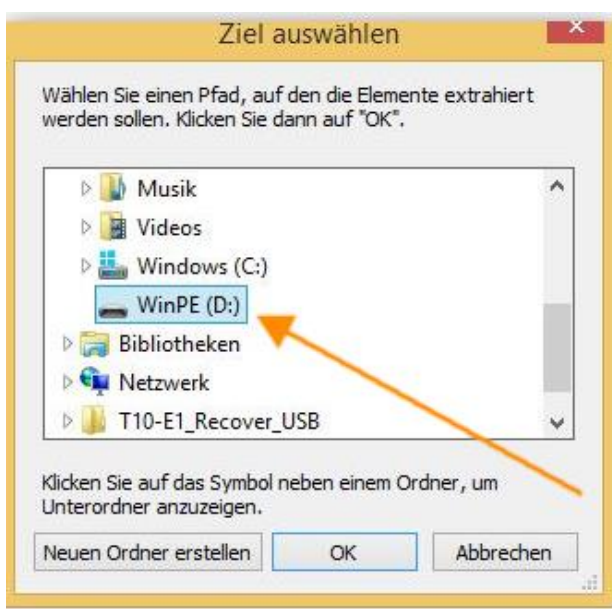 Ziel auswählen
Wählen Sie einen Pfad, auf den die Elemente extrahiert
werden sollen. Klicken Sie dann auf "OK".
Musik
Videos
Windows (C:)
WinPE (D:)
Bibliotheken
Netzwerk
T10-E1_Recover_USB
Klicken Sie auf das Symbol neben einem Ordner, um
Unterordner anzuzeigen.
Neuen Ordner erstellen OK Abbrechen